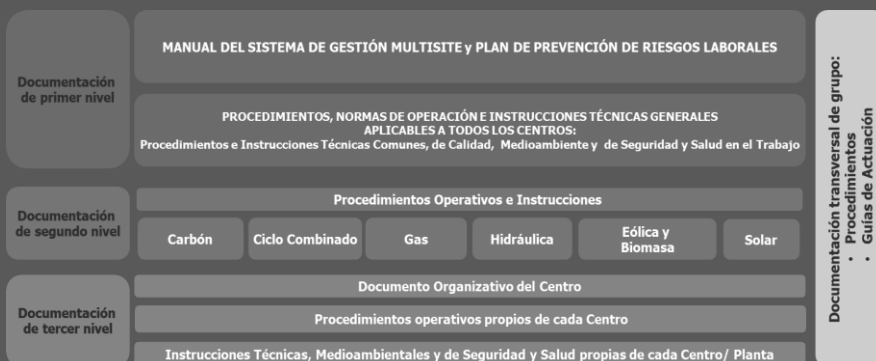 Documentación
de primer nivel
MANUAL DEL SISTEMA DE GESTIÓN MULTISITE y PLAN DE PREVENCIÓN DE RIESGOS LABORALES
PROCEDIMIENTOS, NORMAS DE OPERACIÓN E INSTRUCCIONES TÉCNICAS GENERALES
APLICABLES A TODOS LOS CENTROS:
Procedimientos e Instrucciones Técnicas Comunes, de Calidad, Medioambiente y de Seguridad y Salud en el Trabajo
Documentación
de segundo nivel
Procedimientos Operativos e Instrucciones
Carbón
Ciclo Combinado
Gas
Hidráulica
Eólica y
Biomasa
Solar
Documentación
de tercer nivel
Documento Organizativo del Centro
Procedimientos operativos propios de cada Centro
Instrucciones Técnicas, Medioambientales y de Seguridad y Salud propias de cada Centro/ Planta
Documentación transversal de grupo:
• Procedimientos
• Guías de Actuación